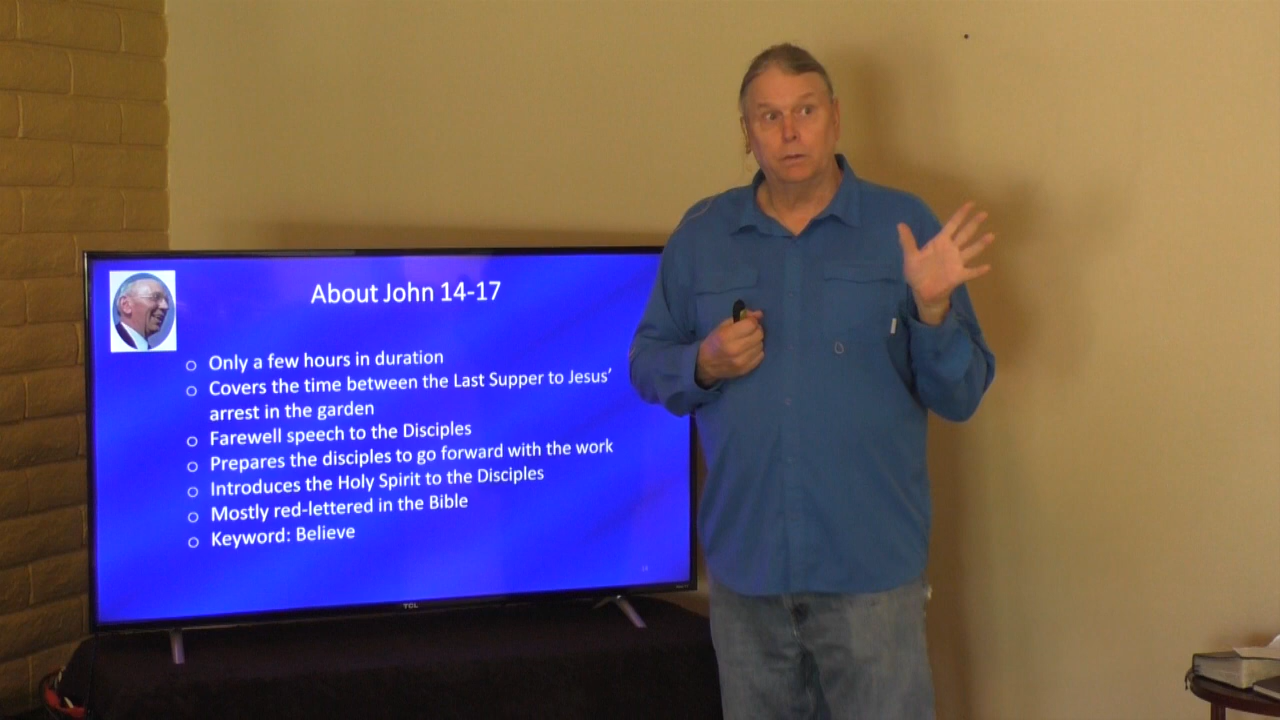 About John 14-17
Only a few hours in duration
Covers the time between the Last Supper to Jesus’
arrest in the garden
Farewell speech to the Disciples
Prepares the disciples to go forward with the work
Introduces the Holy Spirit to the Disciples
Mostly red-lettered in the Bible
Keyword: Believe
TCL